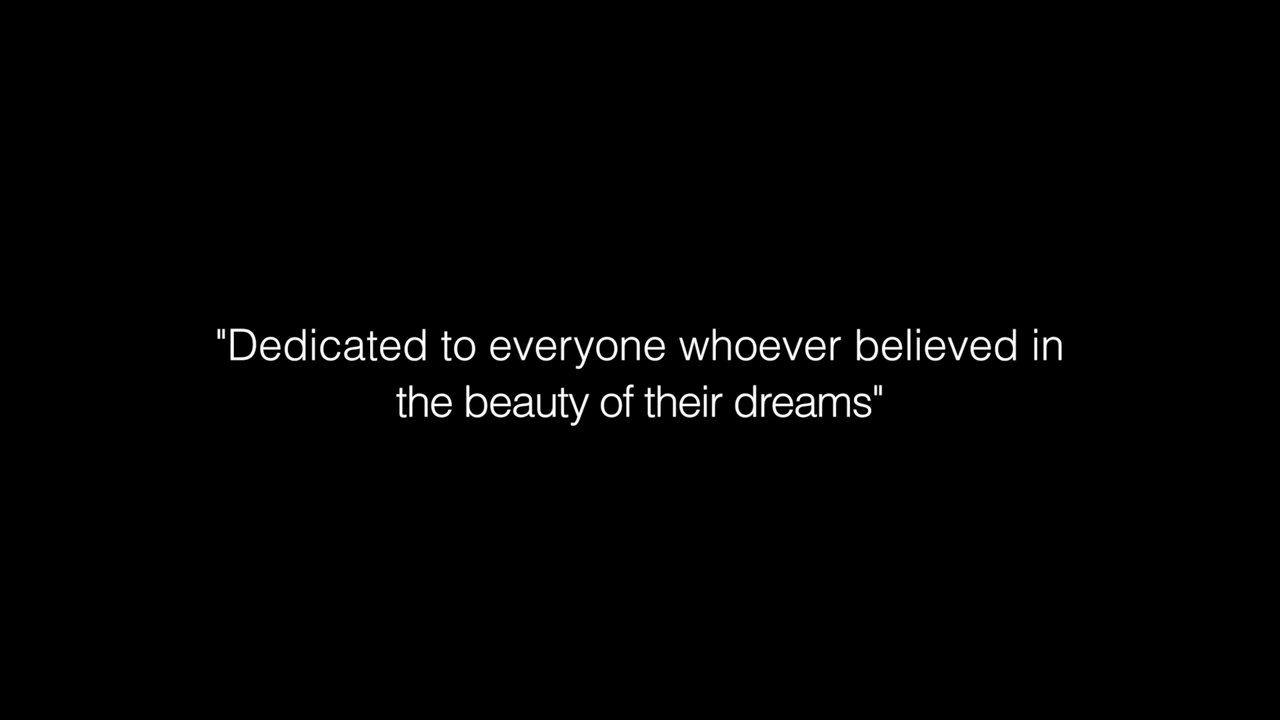 "Dedicated to everyone whoever believed in
the beauty of their dreams"